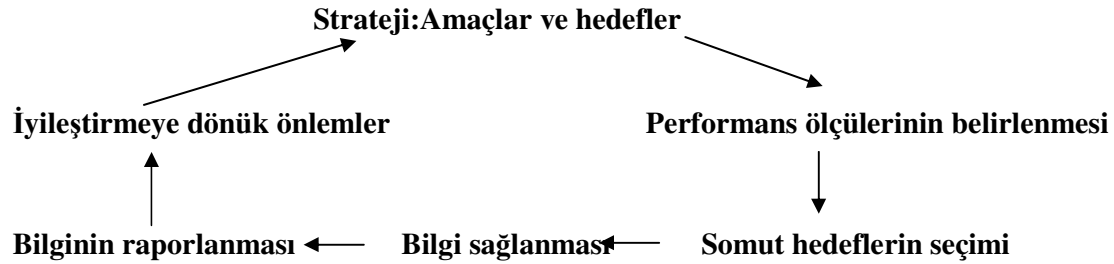 Strateji:Amaçlar ve hedefler
İyileştirmeye dönük önlemler Performans ölçülerinin belirlenmesi
Bilginin raporlanması Bilgi sağlanması Somut hedeflerin seçimi